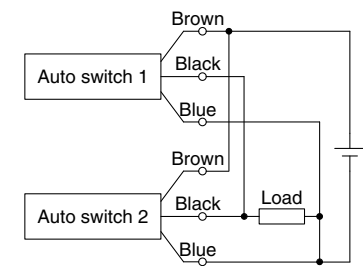 Brown
Auto switch 1
Black
Blue
Brown
Auto switch 2
Black
Load
Blue